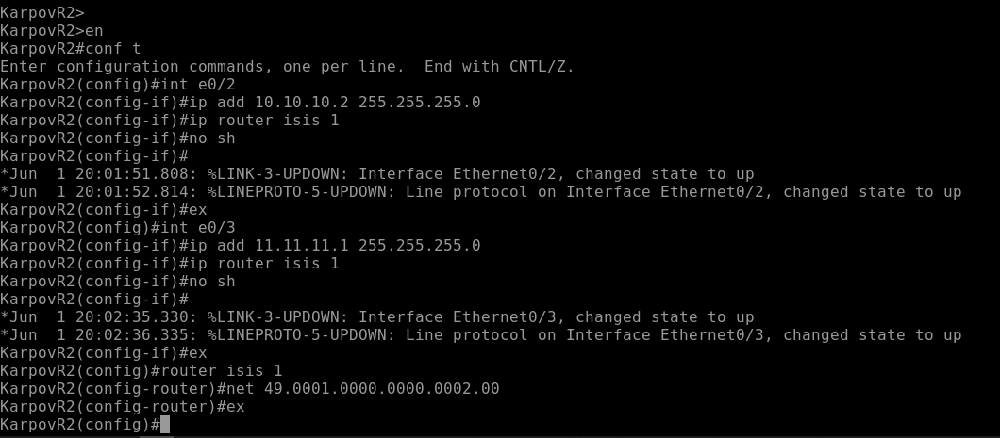 KarpovR2>
KarpovR2>en
KarpovR2#conf t
Enter configuration commands, one per line.  End with CNTL/Z.
KarpovR2(config)#int e0/2
KarpovR2(config-if)#ip add 10.10.10.2 255.255.255.0
KarpovR2(config-if)#ip router isis 1
KarpovR2(config-if)#no sh
KarpovR2(config-if)#
*Jun  1 20:01:51.808: %LINK-3-UPDOWN: Interface Ethernet0/2, changed state to up
*Jun  1 20:01:52.814: %LINEPROTO-5-UPDOWN: Line protocol on Interface Ethernet0/2, changed state to up
KarpovR2(config-if)#ex
KarpovR2(config)#int e0/3
KarpovR2(config-if)#ip add 11.11.11.1 255.255.255.0
KarpovR2(config-if)#ip router isis 1
KarpovR2(config-if)#no sh
KarpovR2(config-if)#
*Jun  1 20:02:35.330: %LINK-3-UPDOWN: Interface Ethernet0/3, changed state to up
*Jun  1 20:02:36.335: %LINEPROTO-5-UPDOWN: Line protocol on Interface Ethernet0/3, changed state to up
KarpovR2(config-if)#ex
KarpovR2(config)#router isis 1
KarpovR2(config-router)#net 49.0001.0000.0000.0002.00
KarpovR2(config-router)#ex
KarpovR2(config)#